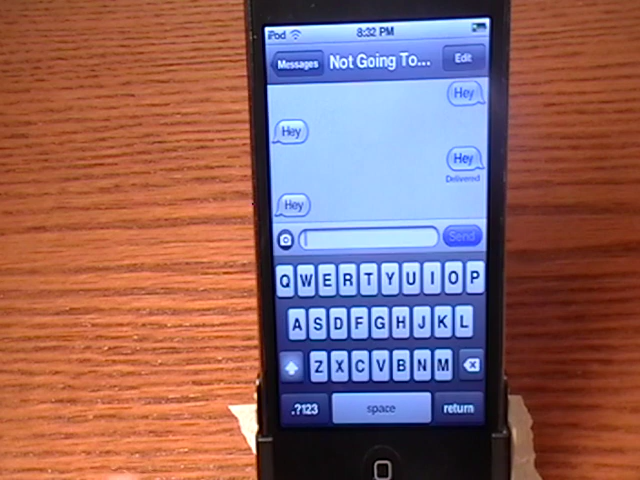 iPod 8:32 PM
Messages Not Going To... Edit
Hey
Hey
Hey
Delivered
Hey
Send
Q W E R T Y U I O P
A S D F G H J K L
Z X C V B N M
.?123 space return